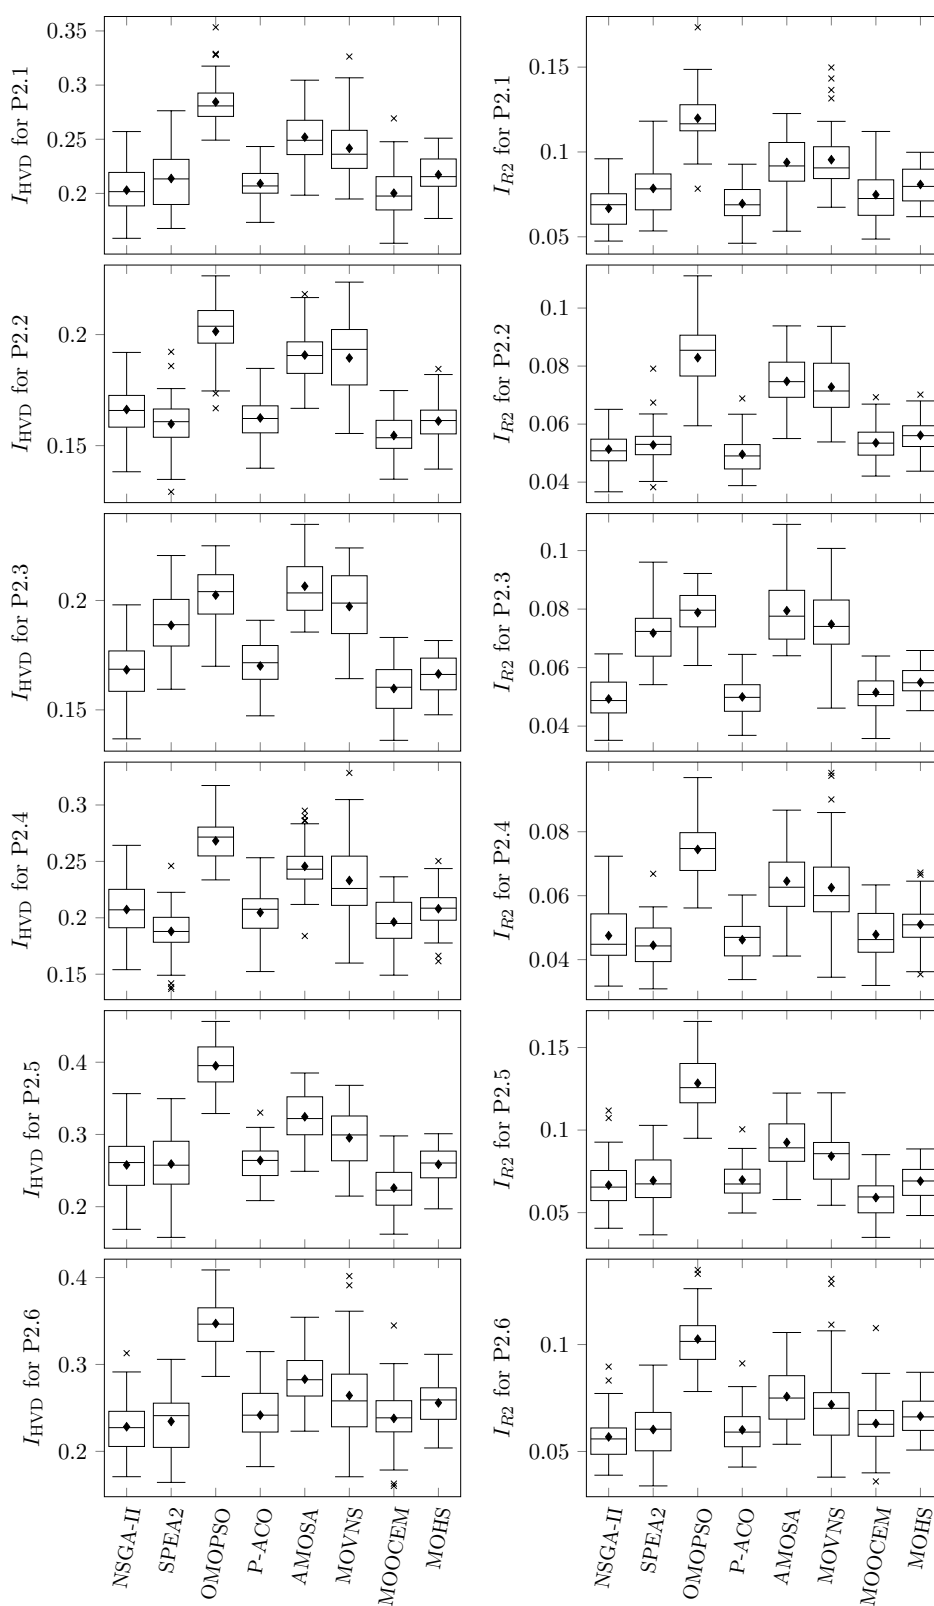 0.35
0.3
0.25
0.2
I_HVD for P2.1
0.15
0.1
0.05
I_R2 for P2.1
0.2
0.15
I_HVD for P2.2
0.1
0.08
0.06
0.04
I_R2 for P2.2
0.2
0.15
I_HVD for P2.3
0.1
0.08
0.06
0.04
I_R2 for P2.3
0.3
0.25
0.2
0.15
I_HVD for P2.4
0.08
0.06
0.04
I_R2 for P2.4
0.4
0.3
0.2
I_HVD for P2.5
0.15
0.1
0.05
I_R2 for P2.5
0.4
0.3
0.2
I_HVD for P2.6
0.1
0.05
I_R2 for P2.6
NSGA-II
SPEA2
OMOPSO
P-ACO
AMOSA
MOVNS
MOOCEM
MOHS
NSGA-II
SPEA2
OMOPSO
P-ACO
AMOSA
MOVNS
MOOCEM
MOHS